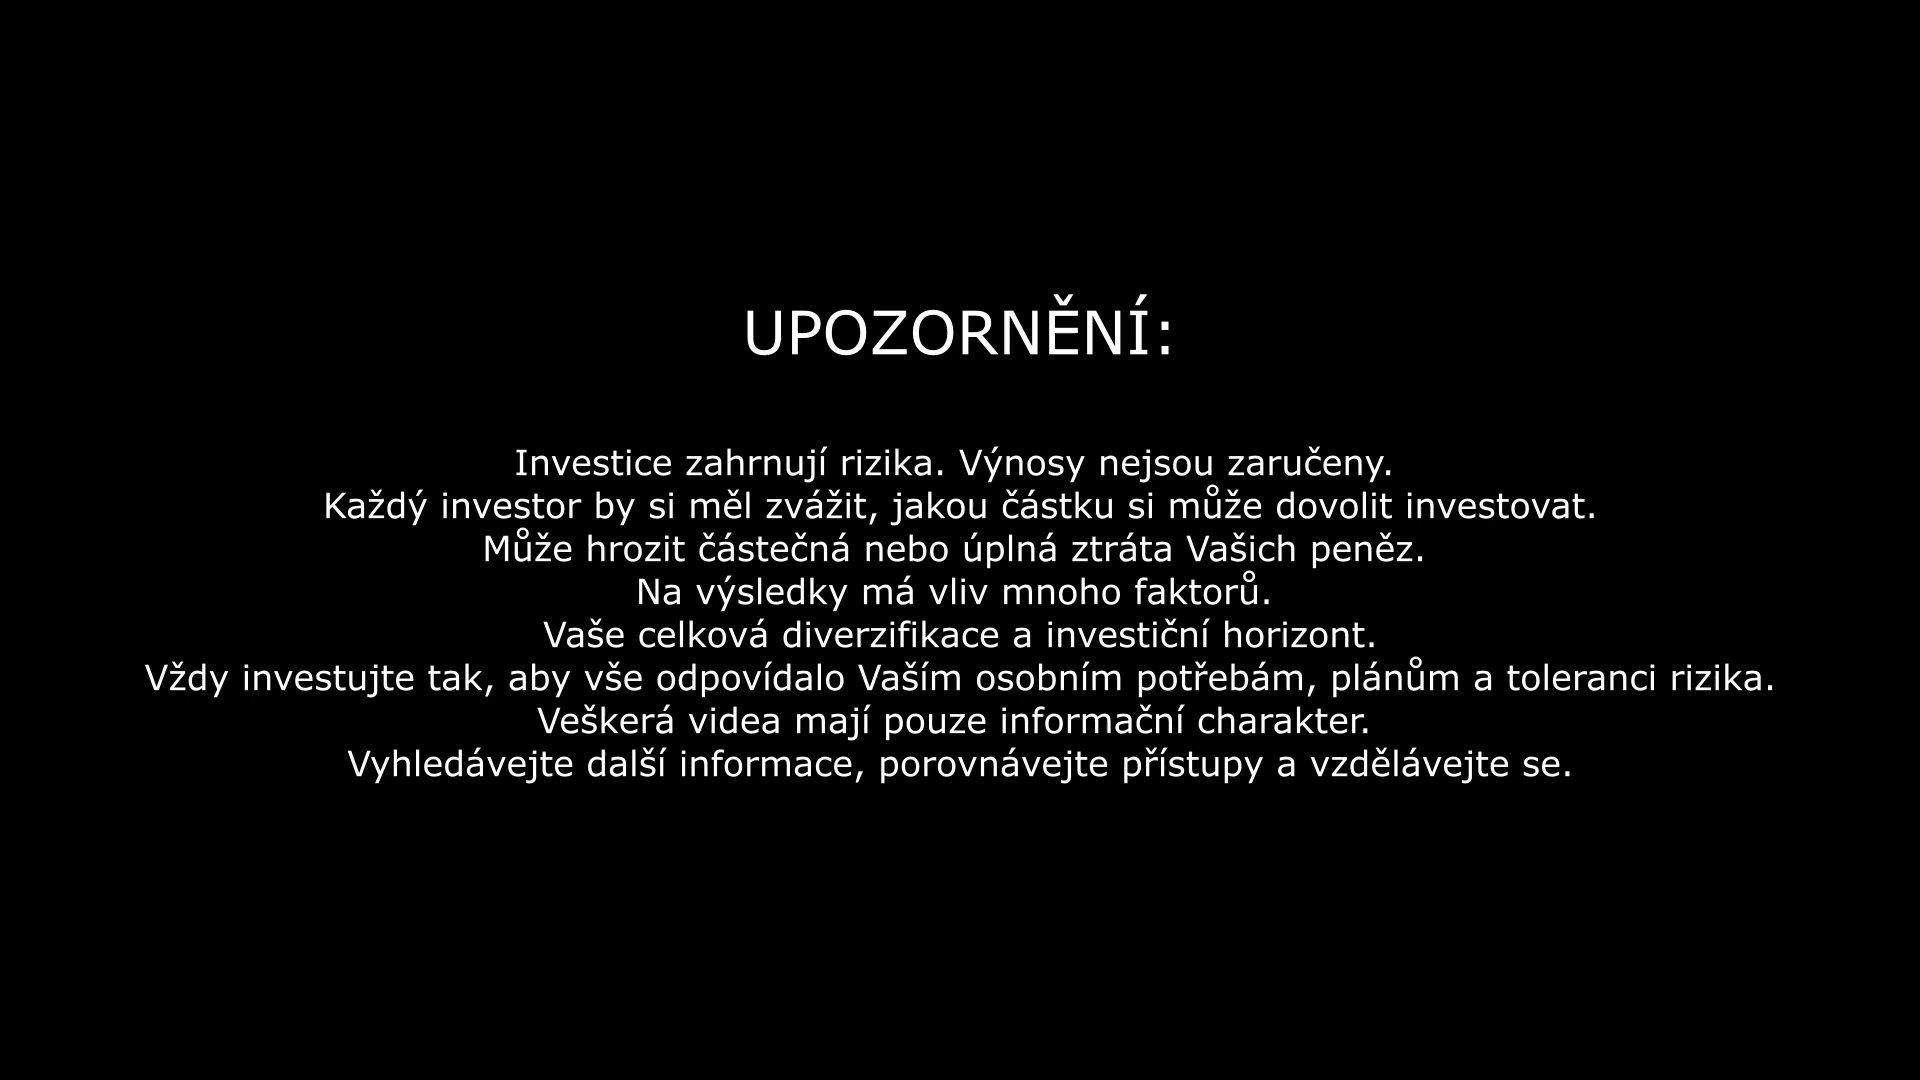 UPOZORNĚNÍ:
Investice zahrnují rizika. Výnosy nejsou zaručeny.
Každý investor by si měl zvážit, jakou částku si může dovolit investovat.
Může hrozit částečná nebo úplná ztráta Vašich peněz.
Na výsledky má vliv mnoho faktorů.
Vaše celková diverzifikace a investiční horizont.
Vždy investujte tak, aby vše odpovídalo Vaším osobním potřebám, plánům a toleranci rizika.
Veškerá videa mají pouze informační charakter.
Vyhledávejte další informace, porovnávejte přístupy a vzdělávejte se.